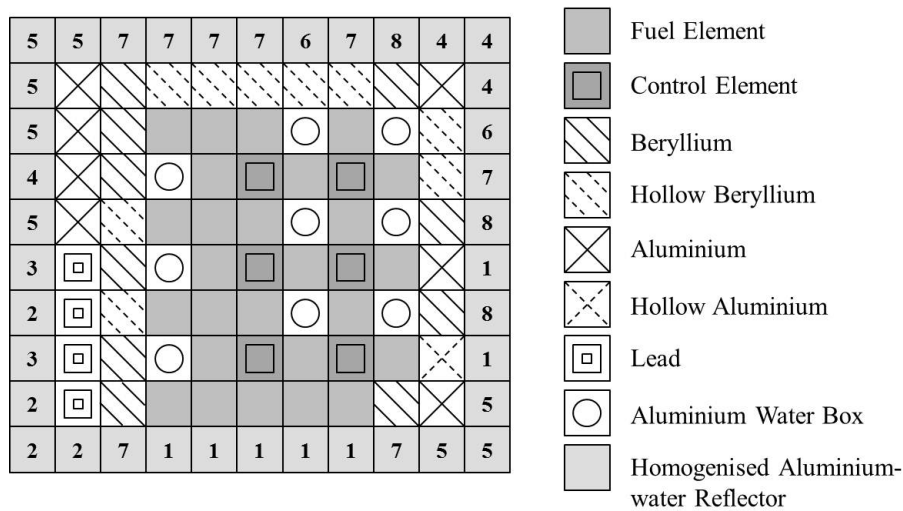 5 5 7 7 7 7 6 7 8 4 4
5 4
5 6
4 7
5 8
3 1
2 8
3 1
2 5
2 2 7 1 1 1 1 1 7 5 5
Fuel Element
Control Element
Beryllium
Hollow Beryllium
Aluminium
Hollow Aluminium
Lead
Aluminium Water Box
Homogenised Aluminium-
water Reflector